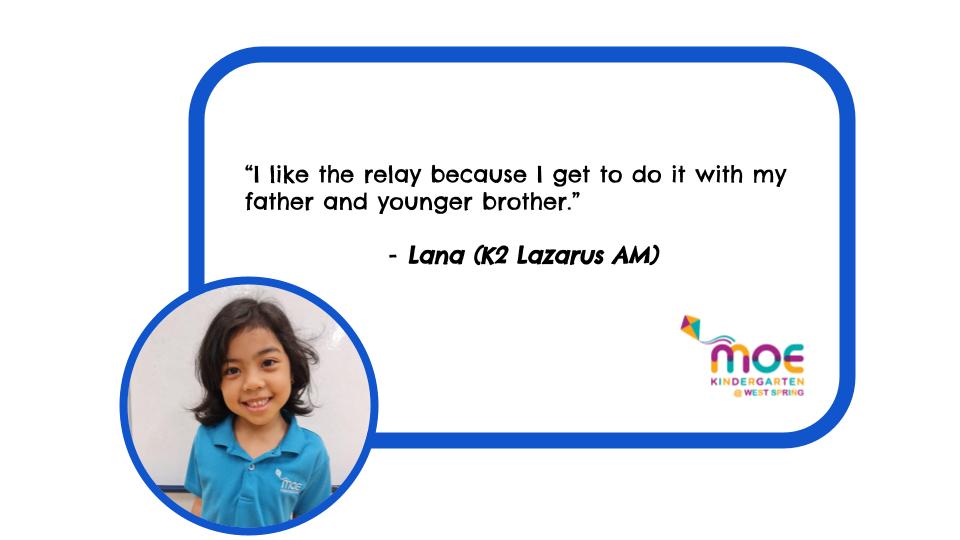 “I like the relay because I get to do it with my
father and younger brother.”
- Lana (K2 Lazarus AM)
moe
KINDERGARTEN
@ WEST SPRING
moe